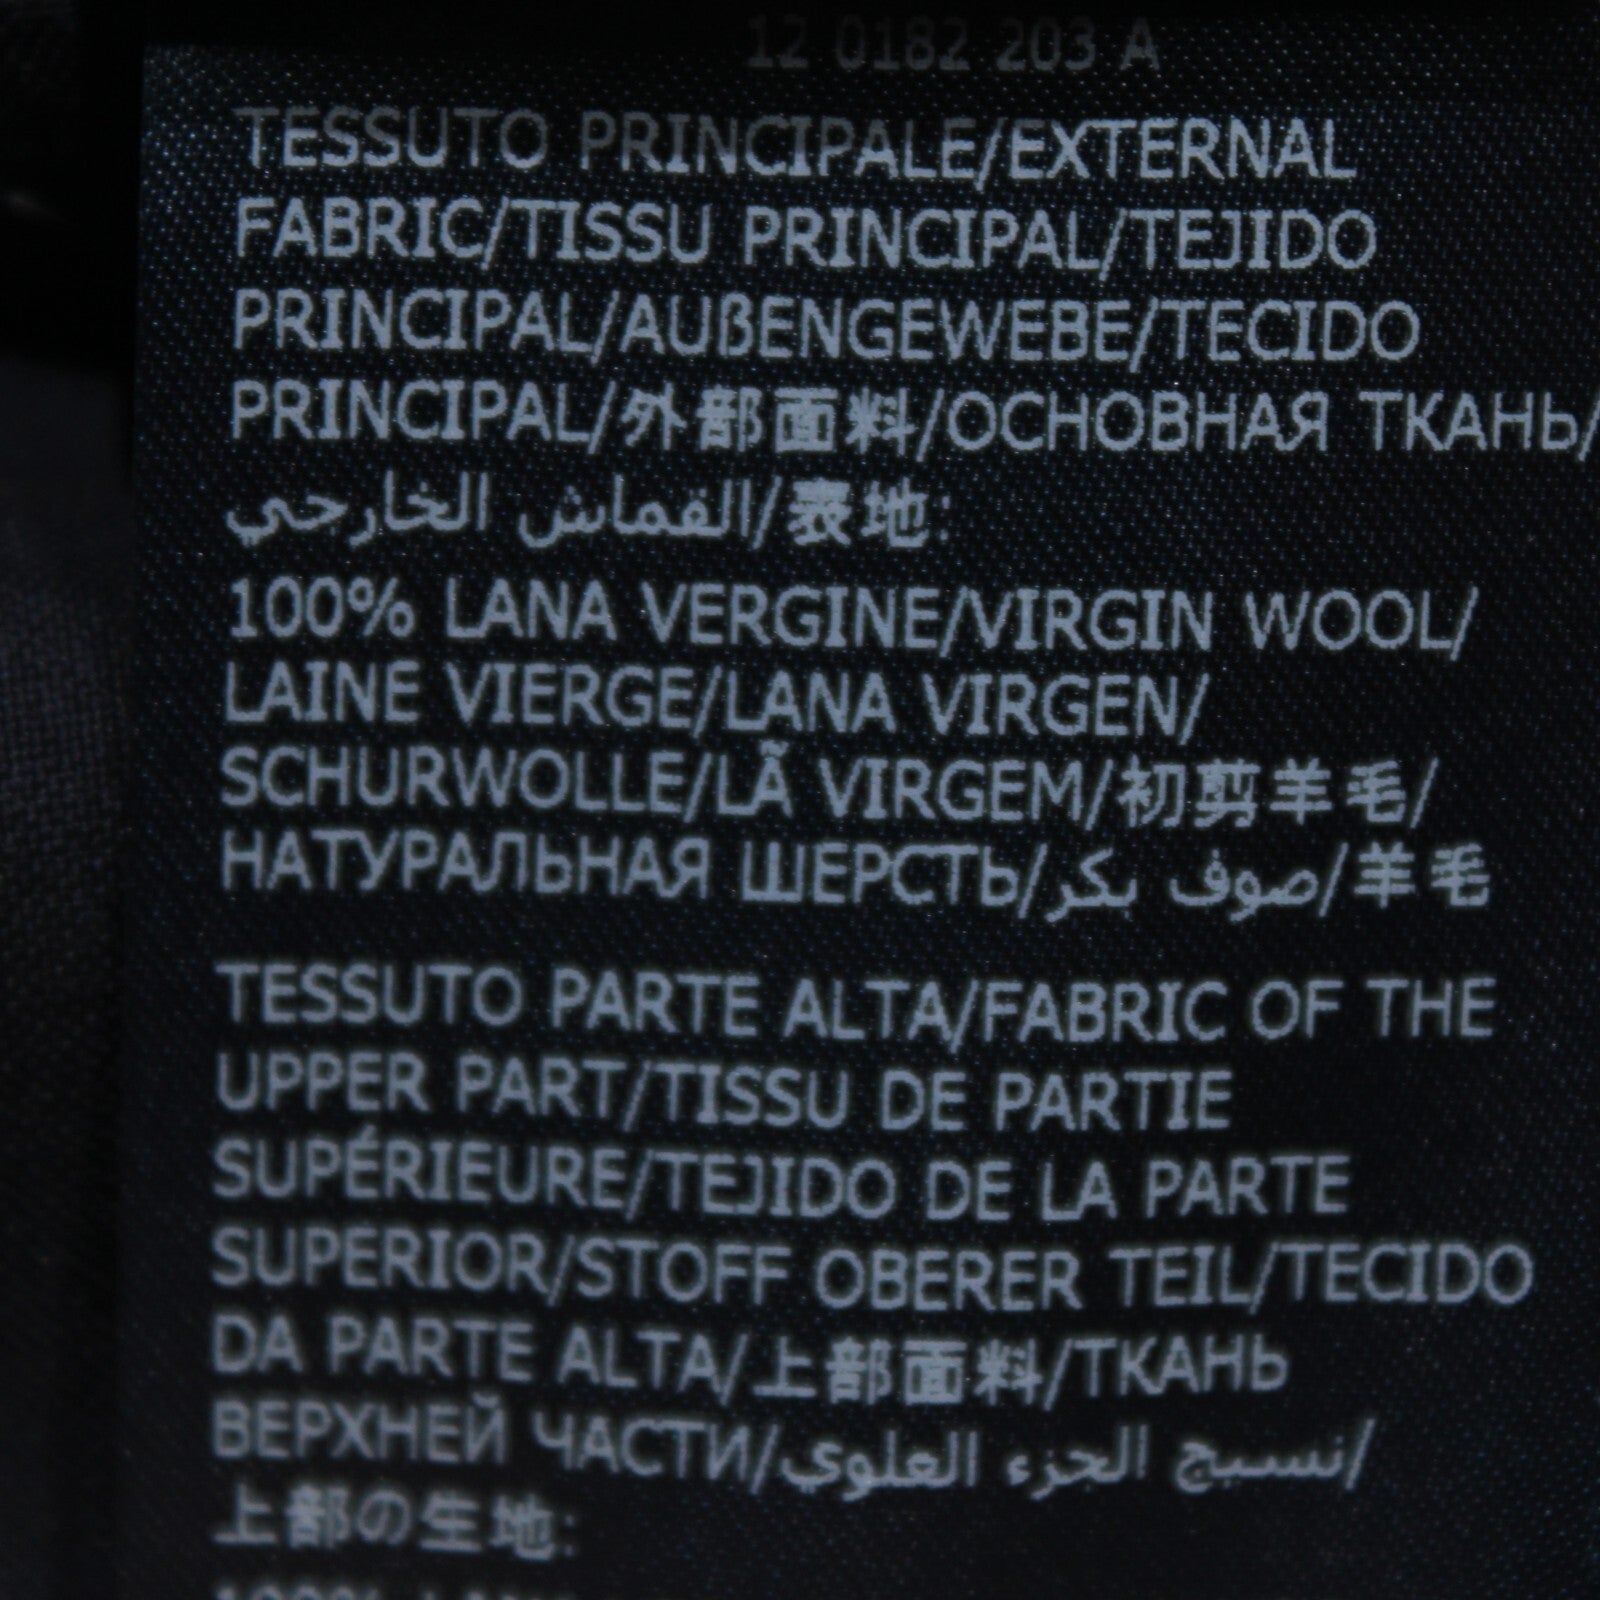 12 0182 203 A
TESSUTO PRINCIPALE/EXTERNAL
FABRIC/TISSU PRINCIPAL/TEJIDO
PRINCIPAL/AUßENGEWEBE/TECIDO
PRINCIPAL/外部面料/ОСНОВНАЯ ТКАНЬ/
القماش الخارجي/表地:
100% LANA VERGINE/VIRGIN WOOL/
LAINE VIERGE/LANA VIRGEN/
SCHURWOLLE/LÃ VIRGEM/初剪羊毛/
НАТУРАЛЬНАЯ ШЕРСТЬ/صوف بكر/羊毛
TESSUTO PARTE ALTA/FABRIC OF THE
UPPER PART/TISSU DE PARTIE
SUPÉRIEURE/TEJIDO DE LA PARTE
SUPERIOR/STOFF OBERER TEIL/TECIDO
DA PARTE ALTA/上部面料/ТКАНЬ
ВЕРХНЕЙ ЧАСТИ/نسيج الجزء العلوي/
上部の生地: